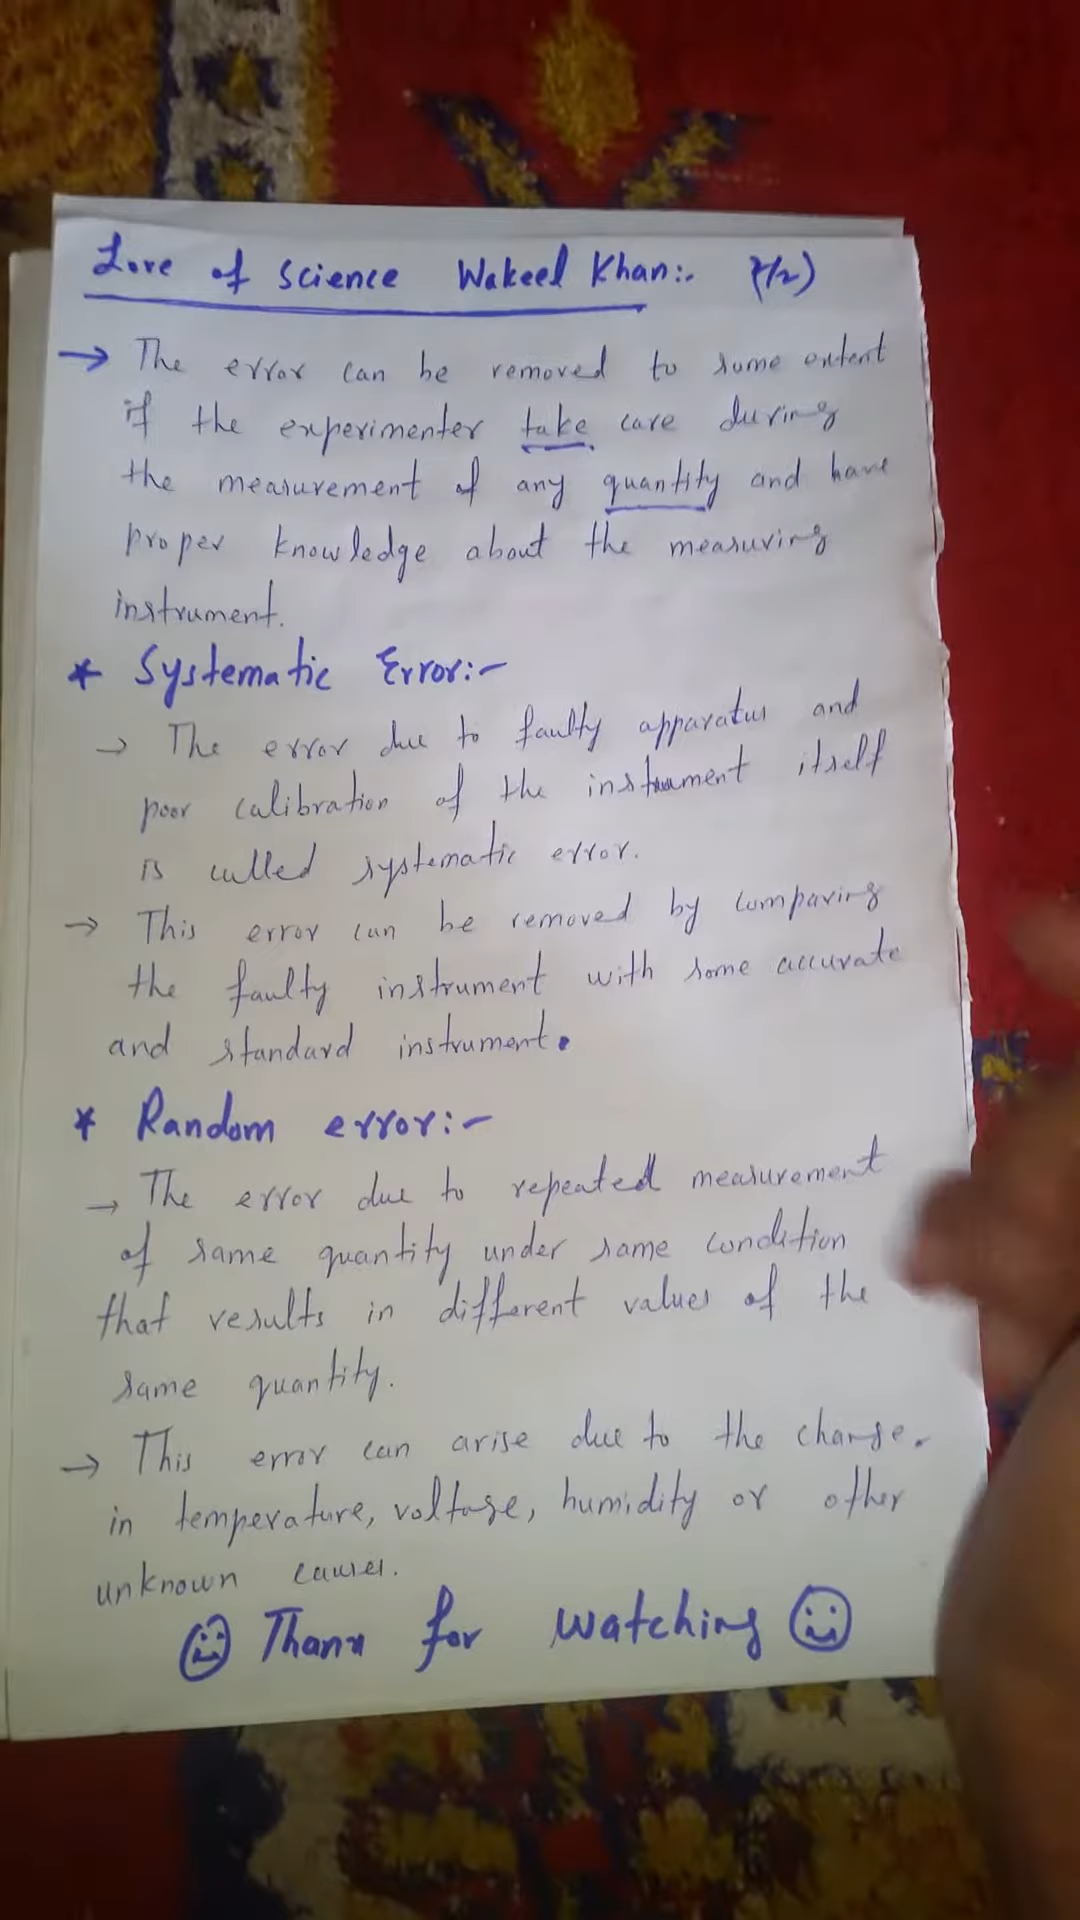 Love of Science Wakeel Khan:. (2/2)
→ The error can be removed to some extent
if the experimenter take care during
the measurement of any quantity and have
proper knowledge about the measuring
instrument.
* Systematic Error:-
→ The error due to faulty apparatus and
poor calibration of the instrument itself
is called systematic error.
→ This error can be removed by comparing
the faulty instrument with some accurate
and standard instrument.
* Random error:-
→ The error due to repeated measurement
of same quantity under same condition
that results in different values of the
same quantity.
→ This error can arise due to the change.
in temperature, voltage, humidity or other
unknown causes.
☺ Thanx for watching ☺